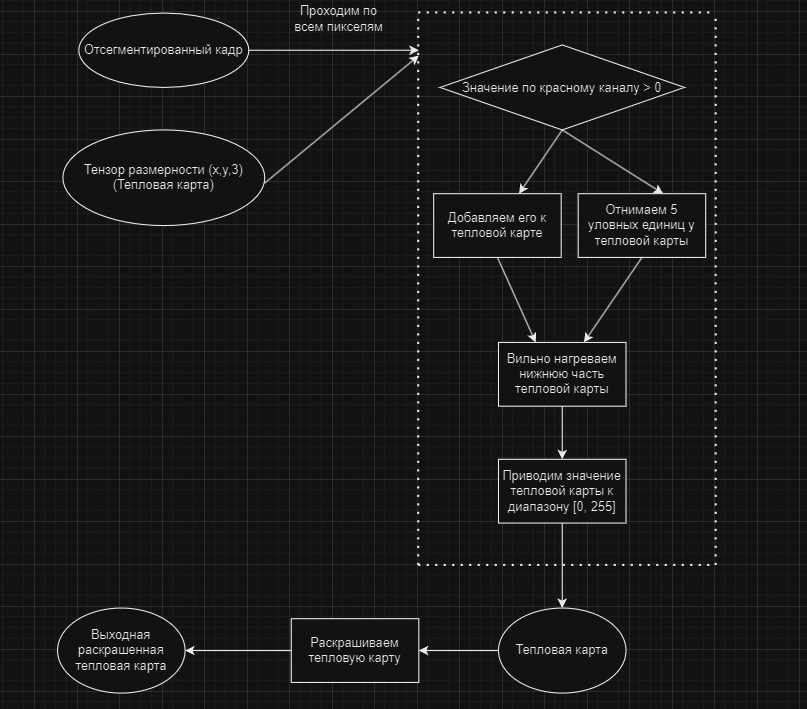 Проходим по
всем пикселям
Отсегментированный кадр
Значение по красному каналу > 0
Тензор размерности (x,y,3)
(Тепловая карта)
Добавляем его к
тепловой карте
Отнимаем 5
уловных единиц у
тепловой карты
Вильно нагреваем
нижнюю часть
тепловой карты
Приводим значение
тепловой карты к
диапазону [0, 255]
Выходная
раскрашенная
тепловая карта
Раскрашиваем
тепловую карту
Тепловая карта